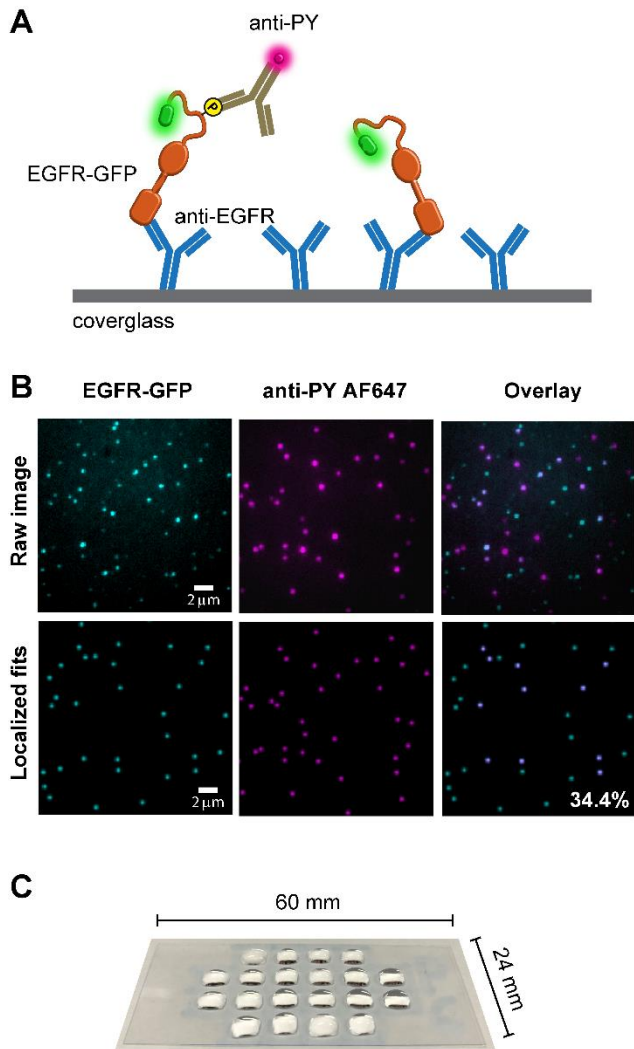 A
anti-PY
P
EGFR-GFP
anti-EGFR
coverglass
B
EGFR-GFP anti-PY AF647 Overlay
Raw image
2 μm
Localized fits
2 μm
34.4%
C
60 mm
24 mm